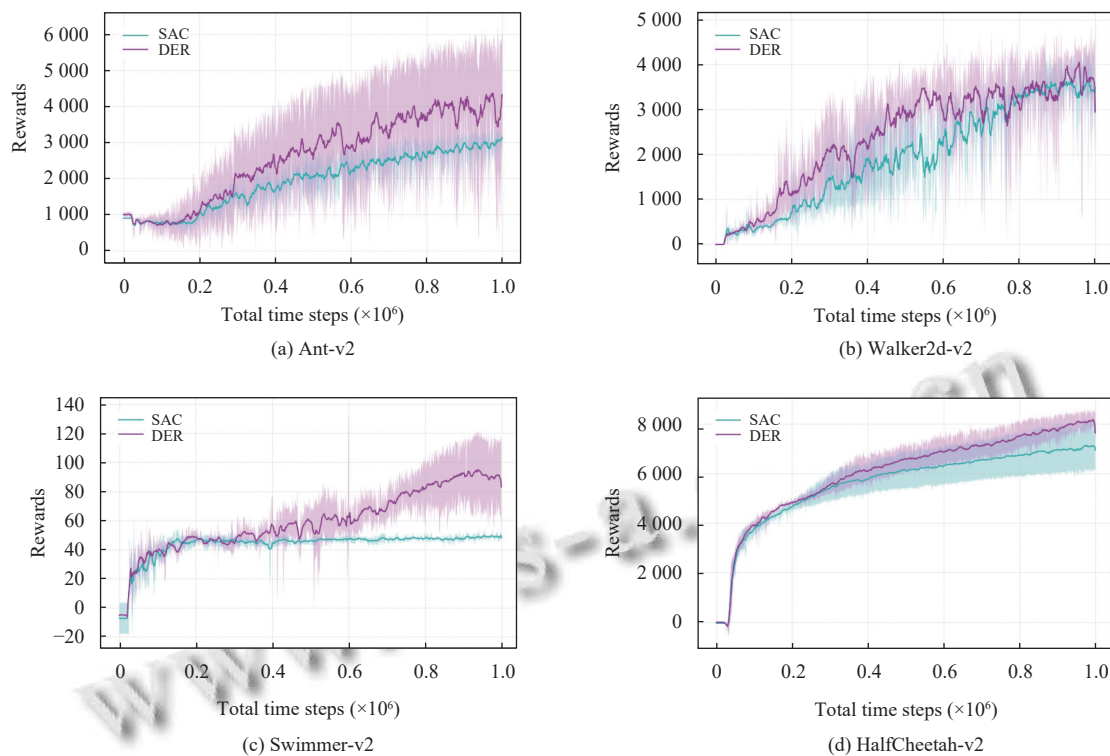 6 000
5 000
4 000
3 000
2 000
1 000
0
Rewards
SAC
DER
0 0.2 0.4 0.6 0.8 1.0
Total time steps (×10⁶)
(a) Ant-v2
5 000
4 000
3 000
2 000
1 000
0
Rewards
SAC
DER
0 0.2 0.4 0.6 0.8 1.0
Total time steps (×10⁶)
(b) Walker2d-v2
140
120
100
80
60
40
20
0
−20
Rewards
SAC
DER
0 0.2 0.4 0.6 0.8 1.0
Total time steps (×10⁶)
(c) Swimmer-v2
8 000
6 000
4 000
2 000
0
Rewards
SAC
DER
0 0.2 0.4 0.6 0.8 1.0
Total time steps (×10⁶)
(d) HalfCheetah-v2